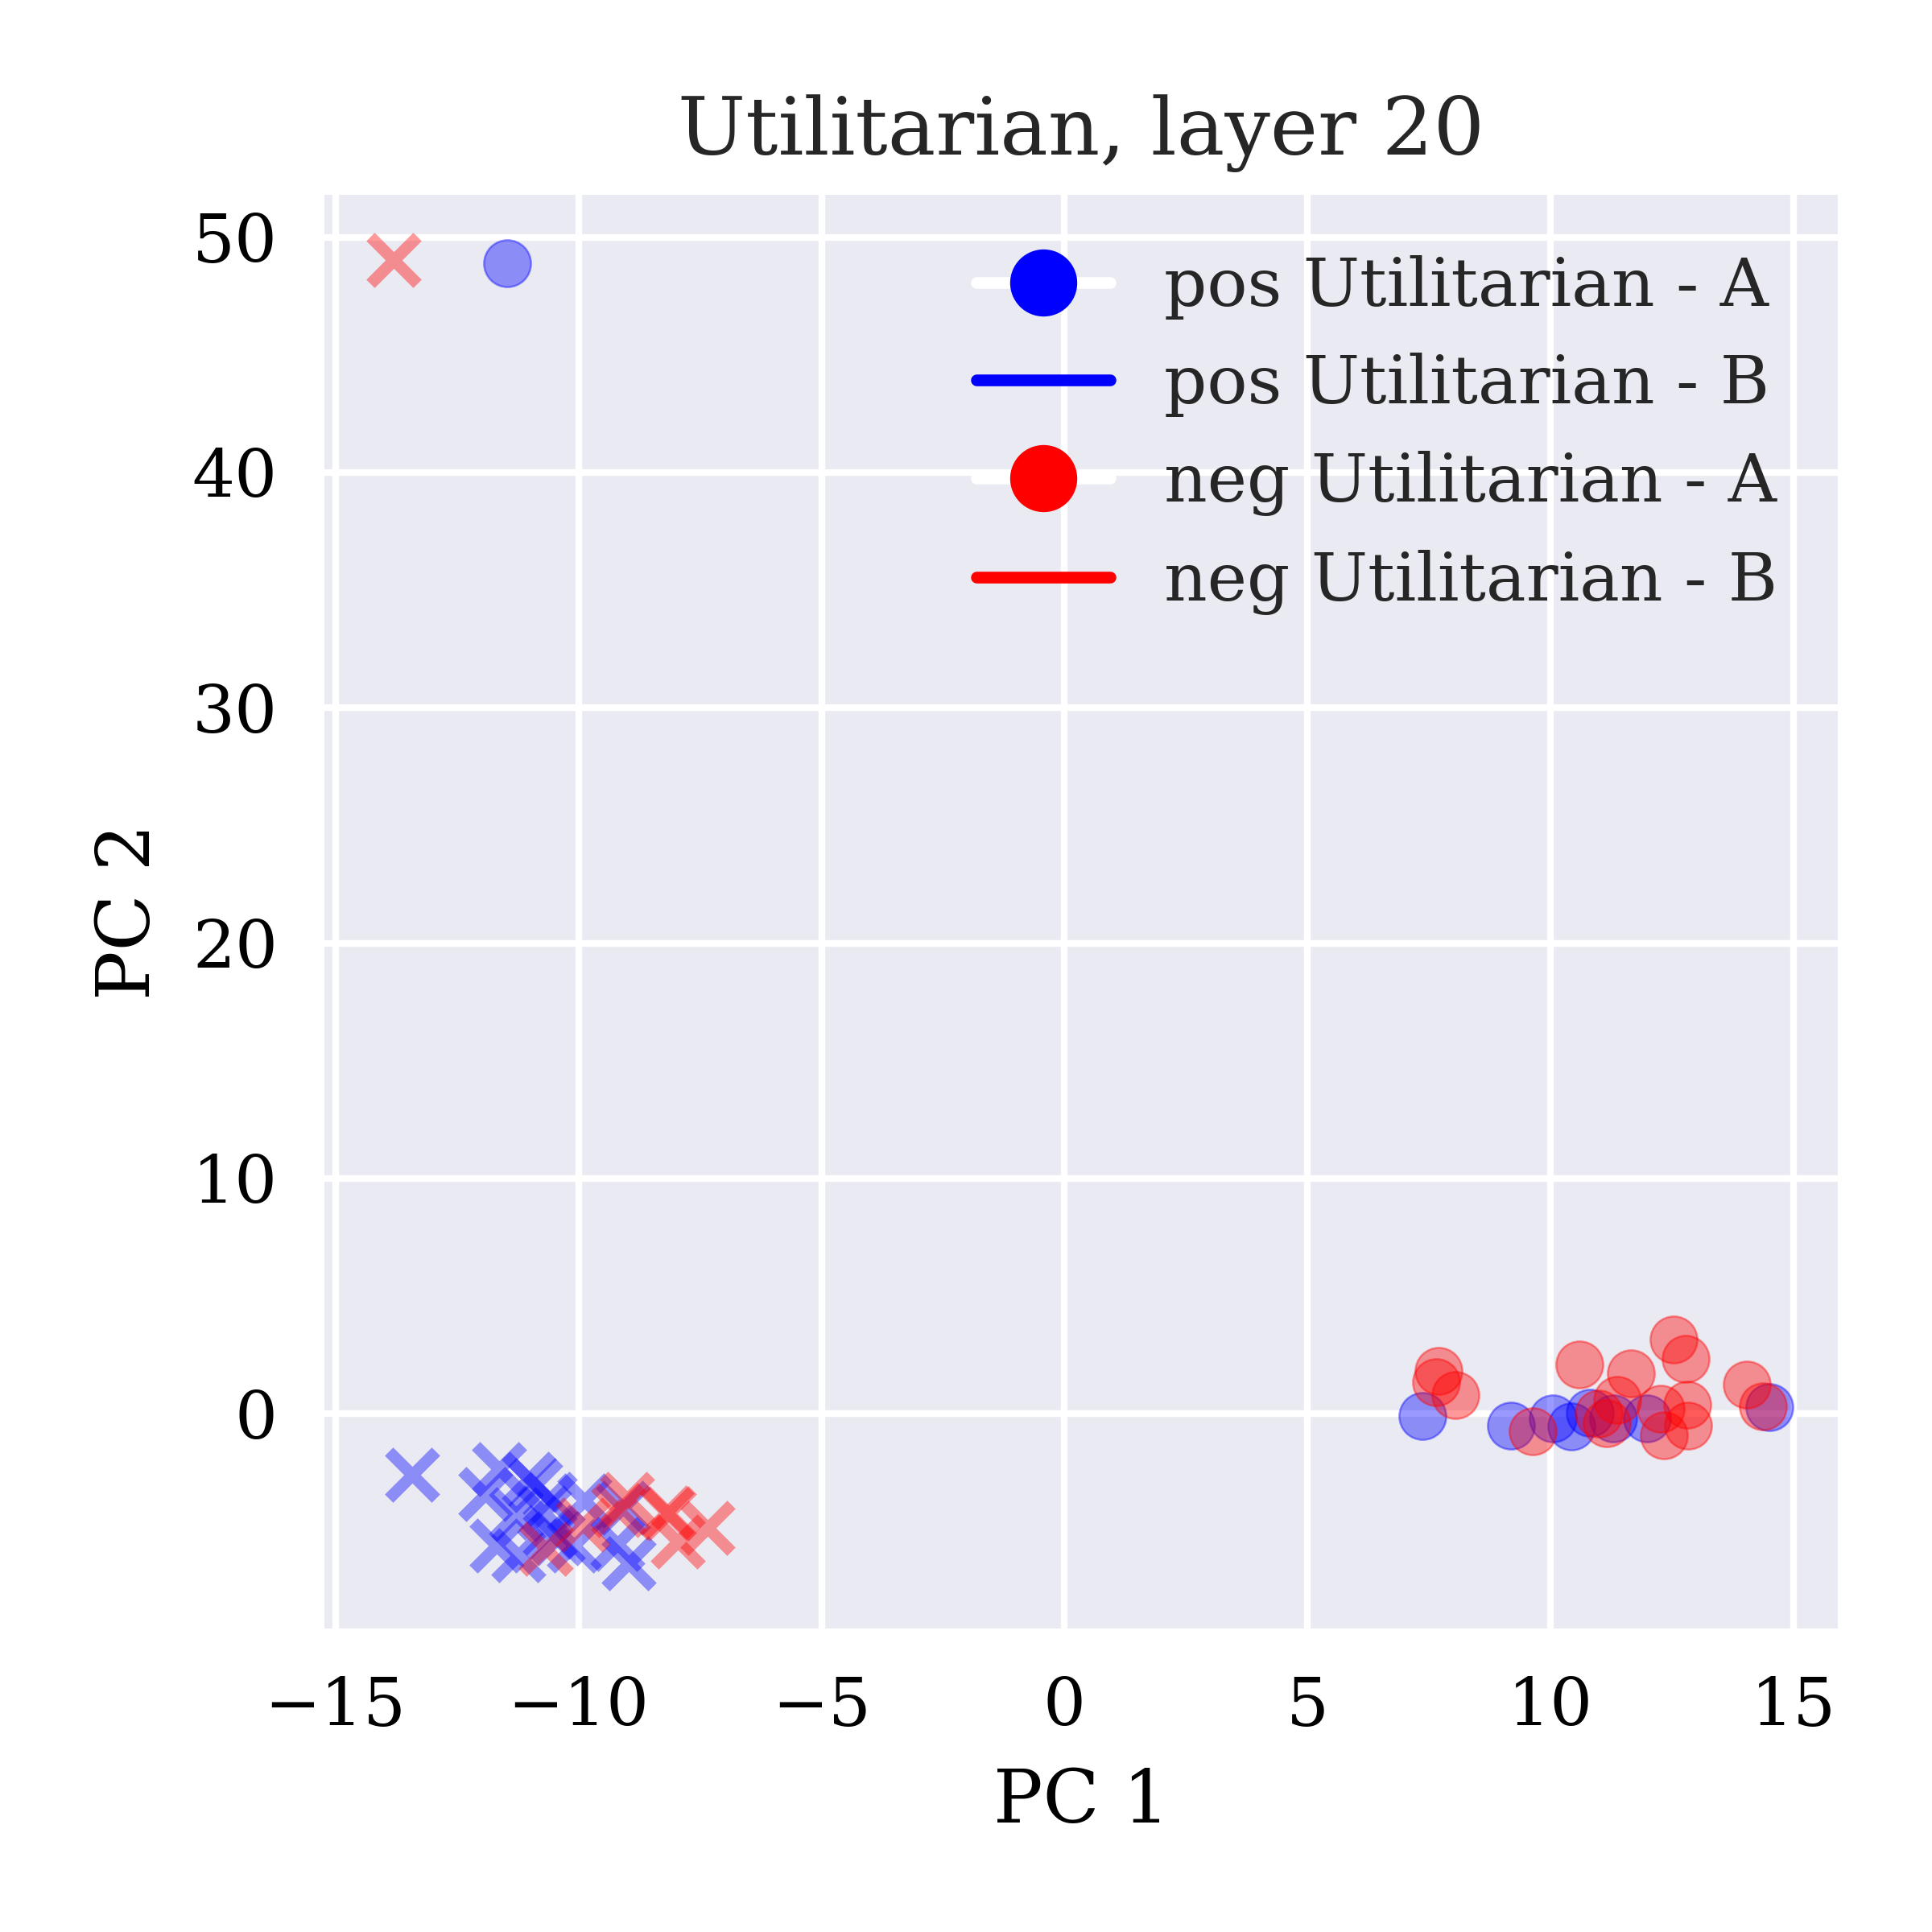 Utilitarian, layer 20
50
40
30
20
10
0
PC 2
pos Utilitarian - A
pos Utilitarian - B
neg Utilitarian - A
neg Utilitarian - B
−15 −10 −5 0 5 10 15
PC 1